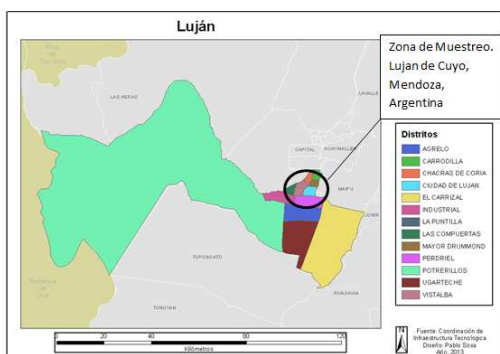 Luján
Zona de Muestreo.
Lujan de Cuyo,
Mendoza,
Argentina
LAS HERAS
LAVALLE
CAPITAL
GUAYMALLEN
MAIPU
JUNIN
TUPUNGATO
RIVADAVIA
TUNUYAN
Distritos
AGRELO
CARRODILLA
CHACRAS DE CORIA
CIUDAD DE LUJAN
EL CARRIZAL
INDUSTRIAL
LA PUNTILLA
LAS COMPUERTAS
MAYOR DRUMMOND
PERDRIEL
POTRERILLOS
UGARTECHE
VISTALBA
0 20 40 80 120
Kilómetros
N
Fuente: Coordinación de
Infraestructura Tecnológica
Diseño: Pablo Sosa
Año: 2013